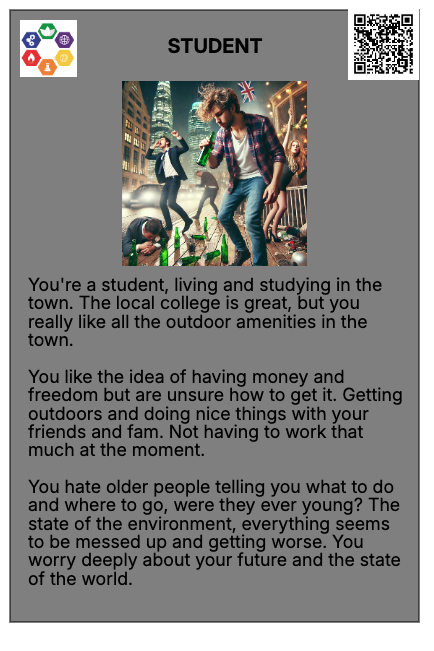 STUDENT
You're a student, living and studying in the
town. The local college is great, but you
really like all the outdoor amenities in the
town.
You like the idea of having money and
freedom but are unsure how to get it. Getting
outdoors and doing nice things with your
friends and fam. Not having to work that
much at the moment.
You hate older people telling you what to do
and where to go, were they ever young? The
state of the environment, everything seems
to be messed up and getting worse. You
worry deeply about your future and the state
of the world.